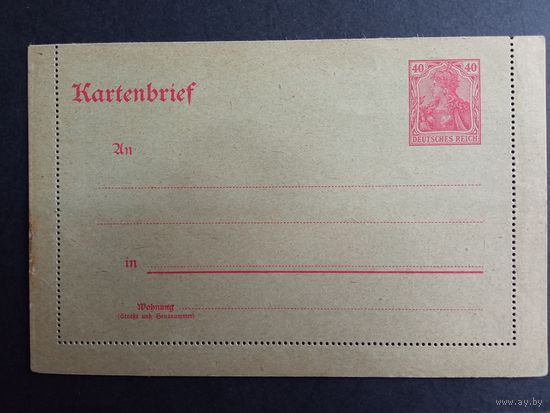 40 40
DEUTSCHES REICH
Kartenbrief
An
in
Wohnung
(Straße und Hausnummer)
www.ay.by